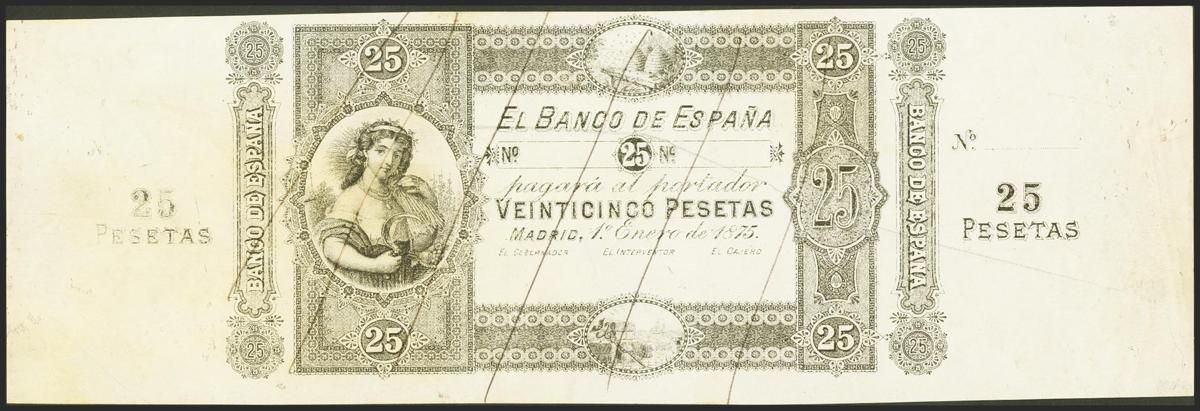 25
PESETAS
25
BANCO DE ESPAÑA
25
25
25
EL BANCO DE ESPAÑA
Nº 25 Nº
pagará al portador
VEINTICINCO PESETAS
MADRID, 1º Enero de 1875.
EL GOBERNADOR EL INTERVENTOR EL CAJERO
25
25
25
25
BANCO DE ESPAÑA
25
Nº
25
PESETAS